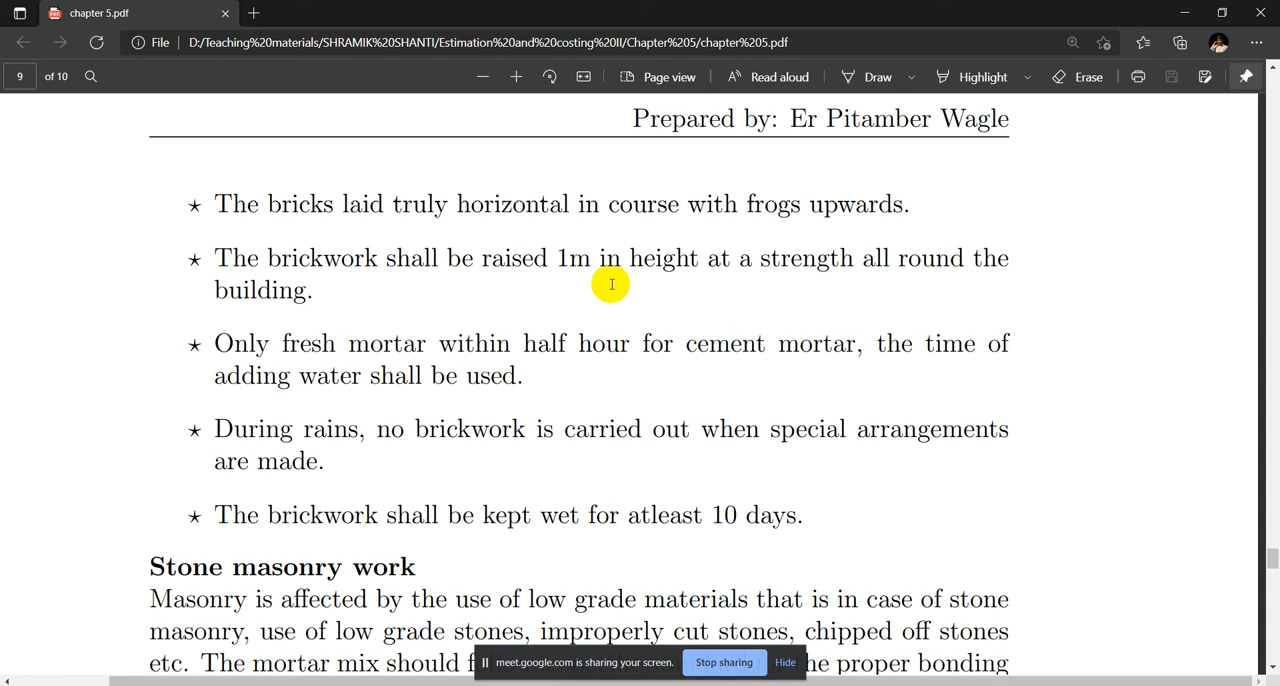 chapter 5.pdf
File
D:/Teaching%20materials/SHRAMIK%20SHANTI/Estimation%20and%20costing%20II/Chapter%205/chapter%205.pdf
9 of 10
Page view
Read aloud
Draw
Highlight
Erase
Prepared by: Er Pitamber Wagle
⋆ The bricks laid truly horizontal in course with frogs upwards.
⋆ The brickwork shall be raised 1m in height at a strength all round the
building.
⋆ Only fresh mortar within half hour for cement mortar, the time of
adding water shall be used.
⋆ During rains, no brickwork is carried out when special arrangements
are made.
⋆ The brickwork shall be kept wet for atleast 10 days.
Stone masonry work
Masonry is affected by the use of low grade materials that is in case of stone
masonry, use of low grade stones, improperly cut stones, chipped off stones
etc. The mortar mix should he proper bonding
meet.google.com is sharing your screen. Stop sharing Hide